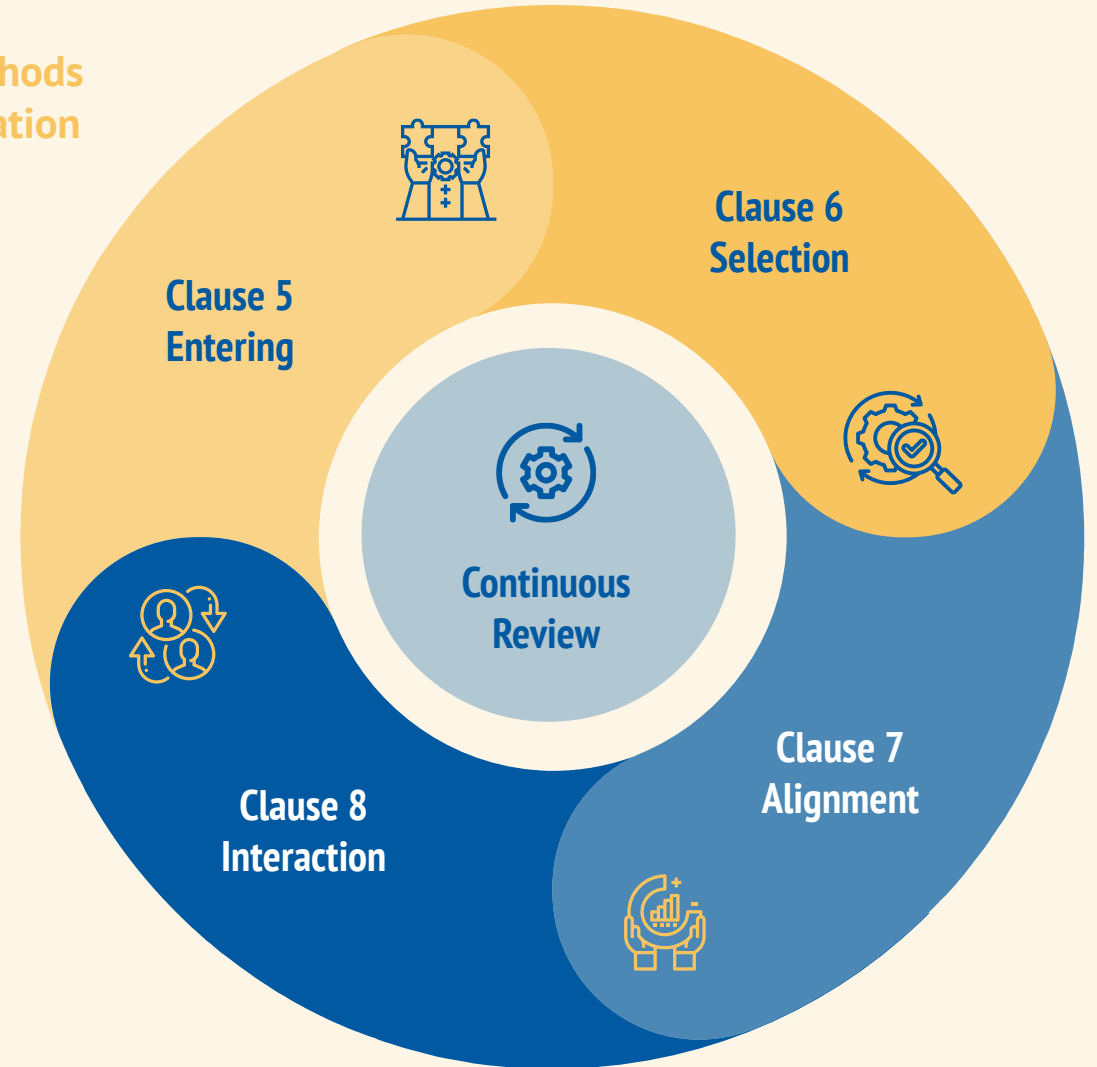 Clause 5
Entering
Clause 6
Selection
Continuous
Review
Clause 7
Alignment
Clause 8
Interaction